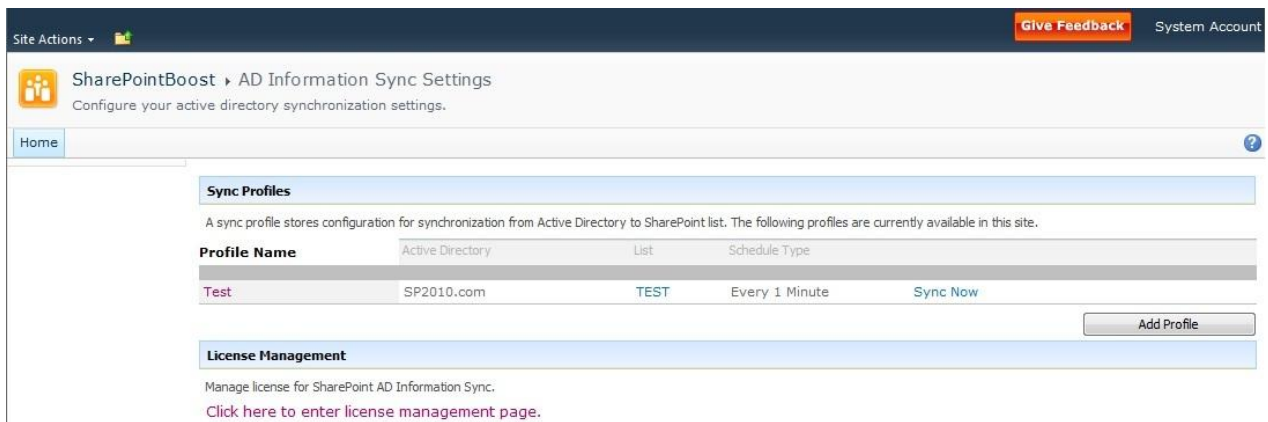 Give Feedback System Account
Site Actions
SharePointBoost ▸ AD Information Sync Settings
Configure your active directory synchronization settings.
Home
Sync Profiles
A sync profile stores configuration for synchronization from Active Directory to SharePoint list. The following profiles are currently available in this site.
Profile Name Active Directory List Schedule Type
Test SP2010.com TEST Every 1 Minute Sync Now
Add Profile
License Management
Manage license for SharePoint AD Information Sync.
Click here to enter license management page.